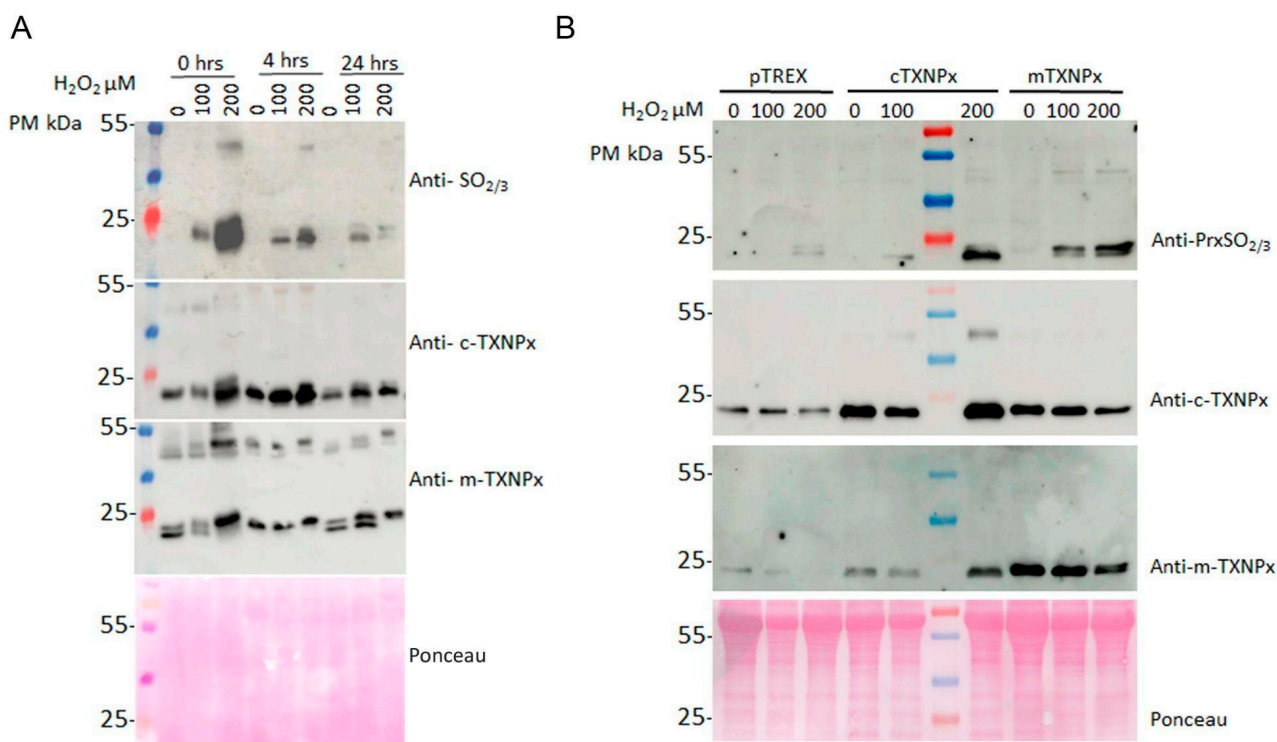 A
0 hrs 4 hrs 24 hrs
H₂O₂ μM 0 100 200 0 100 200 0 100 200
PM kDa 55-
25-
Anti- SO₂/₃
55-
25-
Anti- c-TXNPx
55-
25-
Anti- m-TXNPx
55-
25-
Ponceau
B
pTREX cTXNPx mTXNPx
H₂O₂ μM 0 100 200 0 100 200 0 100 200
PM kDa
55-
25-
Anti-PrxSO₂/₃
55-
25-
Anti-c-TXNPx
55-
25-
Anti-m-TXNPx
55-
25-
Ponceau